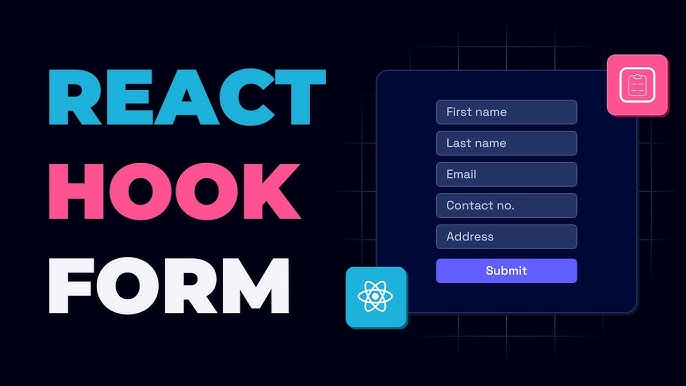 REACT
HOOK
FORM
First name
Last name
Email
Contact no.
Address
Submit